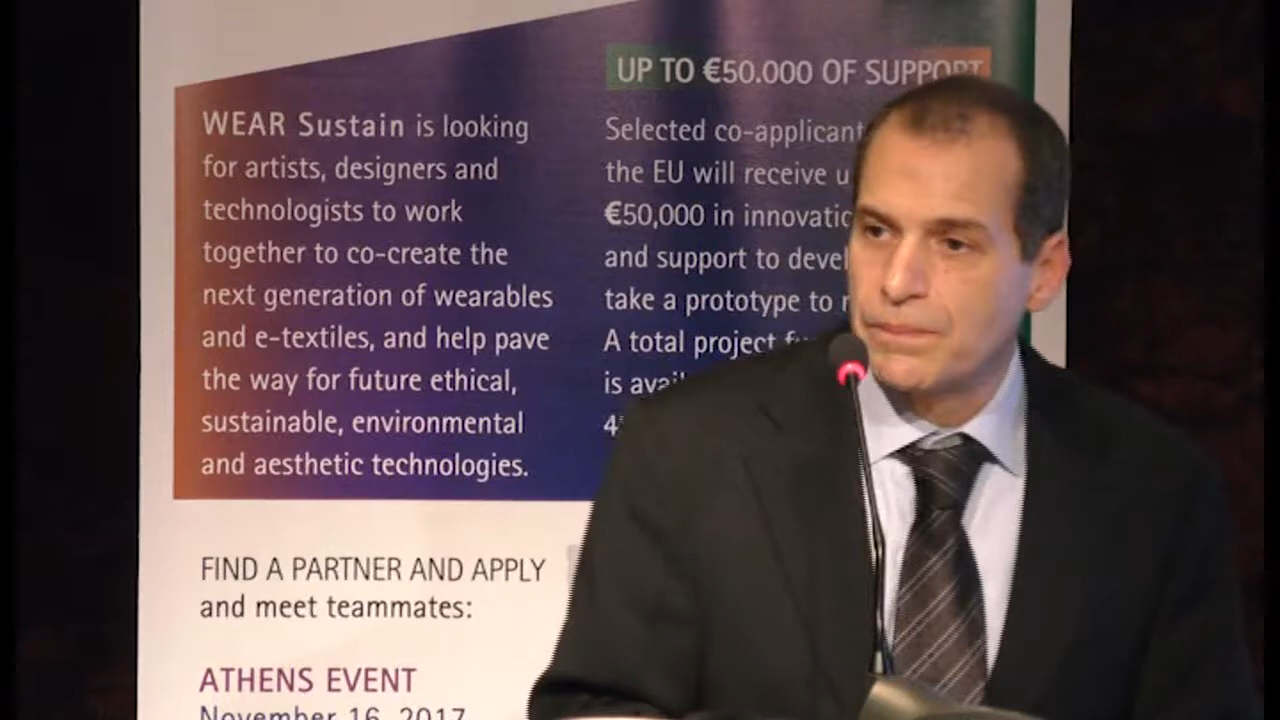 WEAR Sustain is looking
for artists, designers and
technologists to work
together to co-create the
next generation of wearables
and e-textiles, and help pave
the way for future ethical,
sustainable, environmental
and aesthetic technologies.
UP TO €50.000 OF SUPPORT
Selected co-applicant
the EU will receive
€50,000 in
and support to
take a prototype to
A total project
is
FIND A PARTNER AND APPLY
and meet teammates:
ATHENS EVENT
November 16, 2017